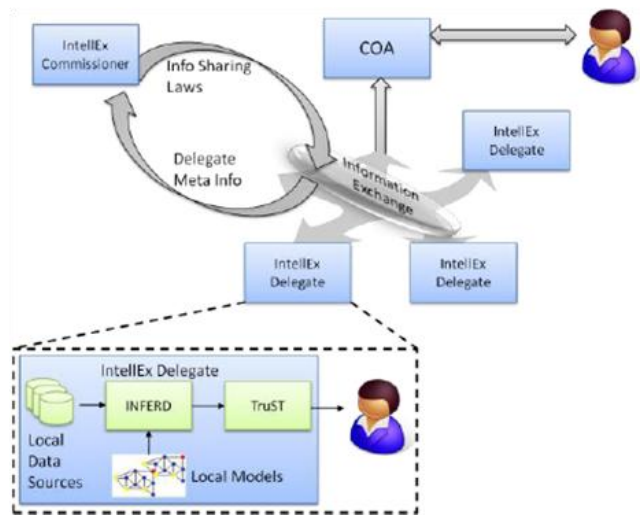 IntellEx
Commissioner
Info Sharing
Laws
COA
Delegate
Meta Info
Information
Exchange
IntellEx
Delegate
IntellEx
Delegate
IntellEx
Delegate
IntellEx Delegate
INFERD
TruST
Local
Data
Sources
Local Models